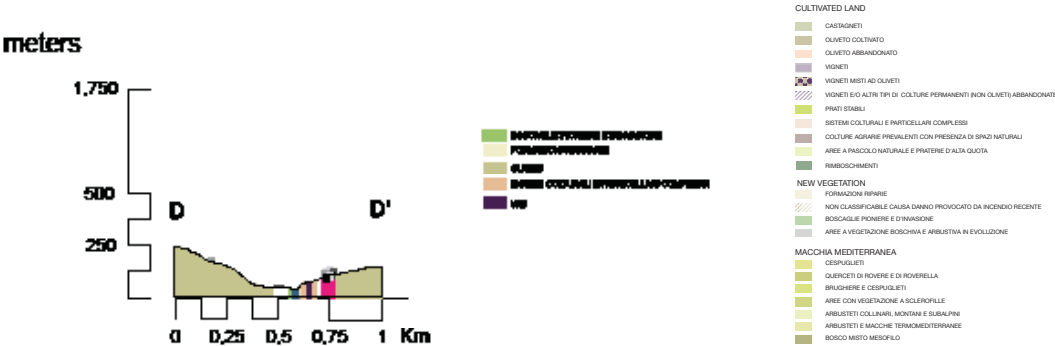 meters
1,750
500
250
D
D'
0
0,25
0,5
0,75
1 Km
CULTIVATED LAND
CASTAGNETI
OLIVETO COLTIVATO
OLIVETO ABBANDONATO
VIGNETI
VIGNETI MISTI AD OLIVETI
VIGNETI E/O ALTRI TIPI DI COLTURE PERMANENTI (NON OLIVETI) ABBANDONATE
PRATI STABILI
SISTEMI COLTURALI E PARTICELLARI COMPLESSI
COLTURE AGRARIE PREVALENTI CON PRESENZA DI SPAZI NATURALI
AREE A PASCOLO NATURALE E PRATERIE D'ALTA QUOTA
RIMBOSCHIMENTI
NEW VEGETATION
FORMAZIONI RIPARIE
NON CLASSIFICABILE CAUSA DANNO PROVOCATO DA INCENDIO RECENTE
BOSCAGLIE PIONIERE E D'INVASIONE
AREE A VEGETAZIONE BOSCHIVA E ARBUSTIVA IN EVOLUZIONE
MACCHIA MEDITERRANEA
CESPUGLIETI
QUERCETI DI ROVERE E DI ROVERELLA
BRUGHIERE E CESPUGLIETI
AREE CON VEGETAZIONE A SCLEROFILLE
ARBUSTETI COLLINARI, MONTANI E SUBALPINI
ARBUSTETI E MACCHIE TERMOMEDITERRANEE
BOSCO MISTO MESOFILO